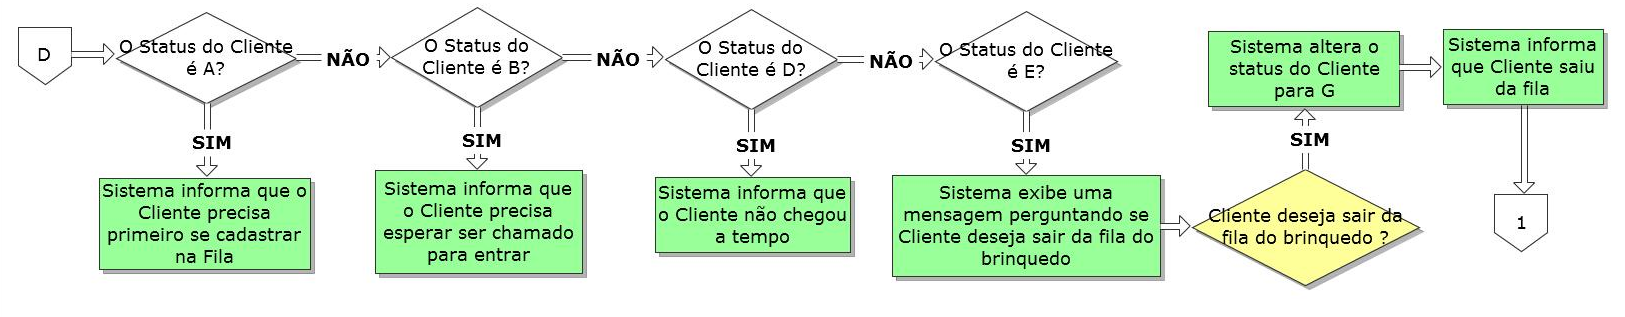 D
O Status do Cliente
é A?
NÃO
O Status do
Cliente é B?
NÃO
O Status do
Cliente é D?
NÃO
O Status do Cliente
é E?
SIM
Sistema informa que o
Cliente precisa
primeiro se cadastrar
na Fila
SIM
Sistema informa que
o Cliente precisa
esperar ser chamado
para entrar
SIM
Sistema informa que
o Cliente não chegou
a tempo
SIM
Sistema exibe uma
mensagem perguntando se
Cliente deseja sair da fila do
brinquedo
Cliente deseja sair da
fila do brinquedo ?
SIM
Sistema altera o
status do Cliente
para G
Sistema informa
que Cliente saiu
da fila
1